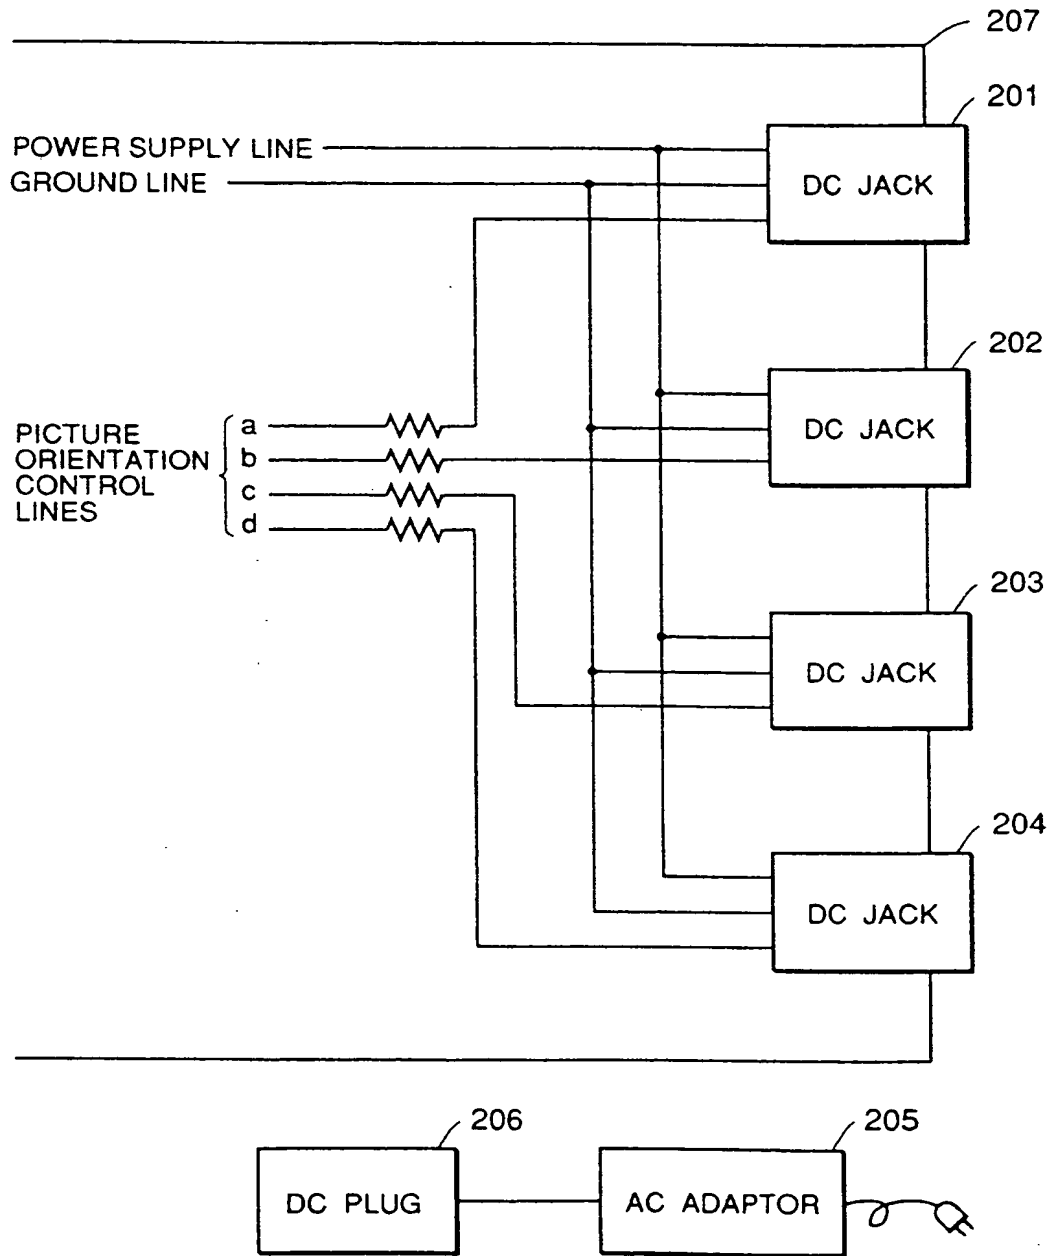 207
201
POWER SUPPLY LINE
GROUND LINE
DC JACK
202
DC JACK
PICTURE
ORIENTATION
CONTROL
LINES
a
b
c
d
203
DC JACK
204
DC JACK
206
205
DC PLUG
AC ADAPTOR